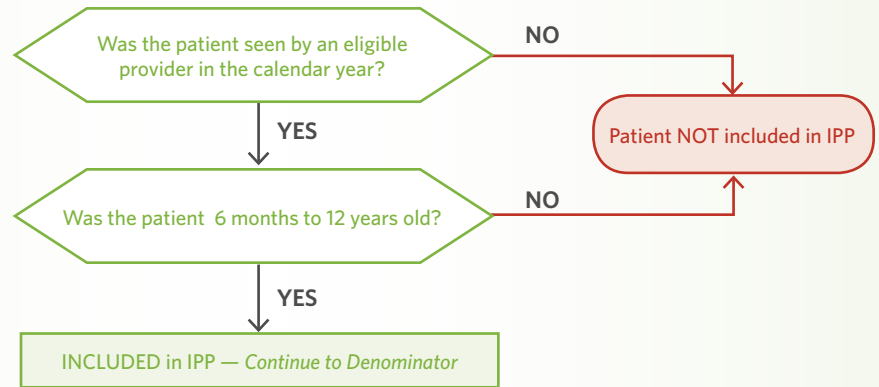 Was the patient seen by an eligible
provider in the calendar year?
NO
YES
Patient NOT included in IPP
Was the patient 6 months to 12 years old?
NO
YES
INCLUDED in IPP — Continue to Denominator